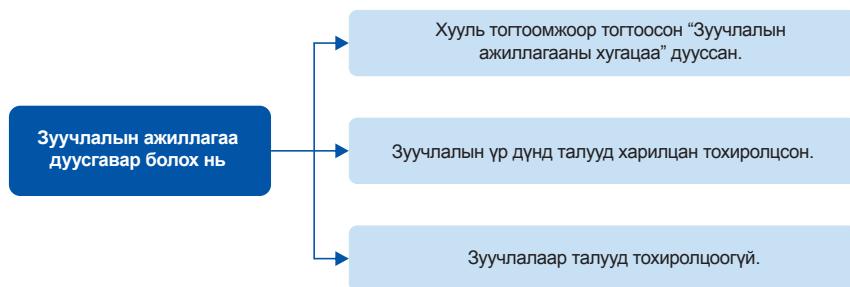 Хууль тогтоомжоор тогтоосон “Зуучлалын
ажиллагааны хугацаа” дууссан.
Зуучлалын ажиллагаа
дуусгавар болох нь
Зуучлалын үр дүнд талууд харилцан тохиролцсон.
Зуучлалаар талууд тохиролцоогүй.